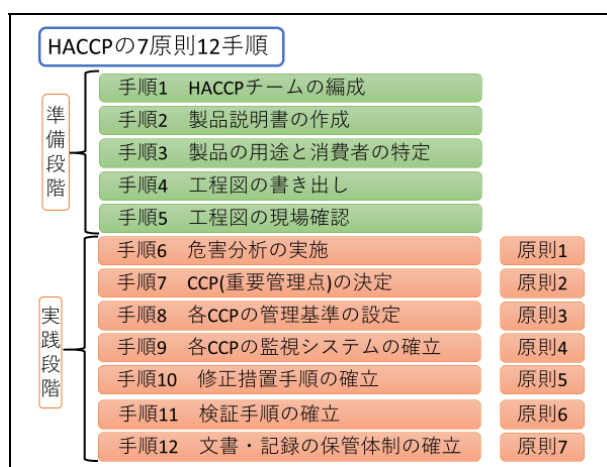 HACCPの7原則12手順
準備段階
手順1 HACCPチームの編成
手順2 製品説明書の作成
手順3 製品の用途と消費者の特定
手順4 工程図の書き出し
手順5 工程図の現場確認
実践段階
手順6 危害分析の実施 原則1
手順7 CCP(重要管理点)の決定 原則2
手順8 各CCPの管理基準の設定 原則3
手順9 各CCPの監視システムの確立 原則4
手順10 修正措置手順の確立 原則5
手順11 検証手順の確立 原則6
手順12 文書・記録の保管体制の確立 原則7